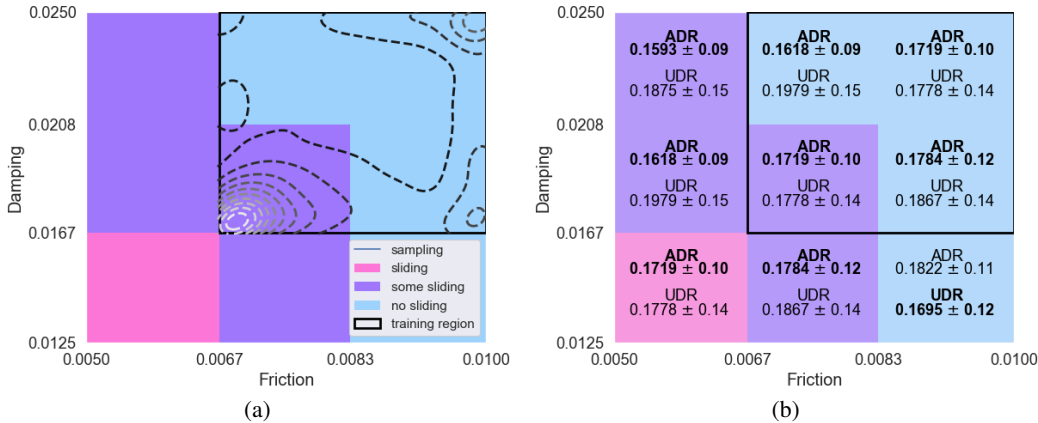 0.0250
0.0208
0.0167
0.0125
Damping
0.0050
0.0067
0.0083
0.0100
Friction
sampling
sliding
some sliding
no sliding
training region
(a)
0.0250
0.0208
0.0167
0.0125
Damping
ADR ADR ADR
0.1593 ± 0.09 0.1618 ± 0.09 0.1719 ± 0.10
UDR UDR UDR
0.1875 ± 0.15 0.1979 ± 0.15 0.1778 ± 0.14
ADR ADR ADR
0.1618 ± 0.09 0.1719 ± 0.10 0.1784 ± 0.12
UDR UDR UDR
0.1979 ± 0.15 0.1778 ± 0.14 0.1867 ± 0.14
ADR ADR ADR
0.1719 ± 0.10 0.1784 ± 0.12 0.1822 ± 0.11
UDR UDR UDR
0.1778 ± 0.14 0.1867 ± 0.14 0.1695 ± 0.12
0.0050 0.0067 0.0083 0.0100
Friction
(b)